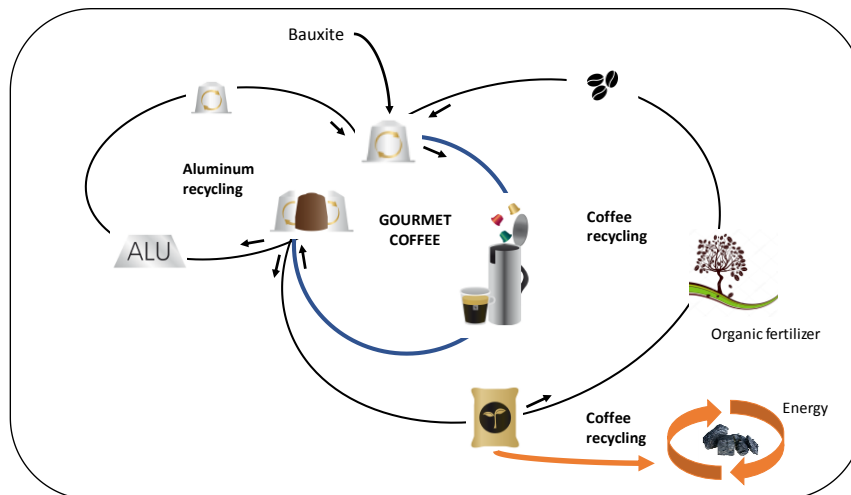 Bauxite
Aluminum
recycling
GOURMET
COFFEE
Coffee
recycling
ALU
Organic fertilizer
Coffee
recycling
Energy